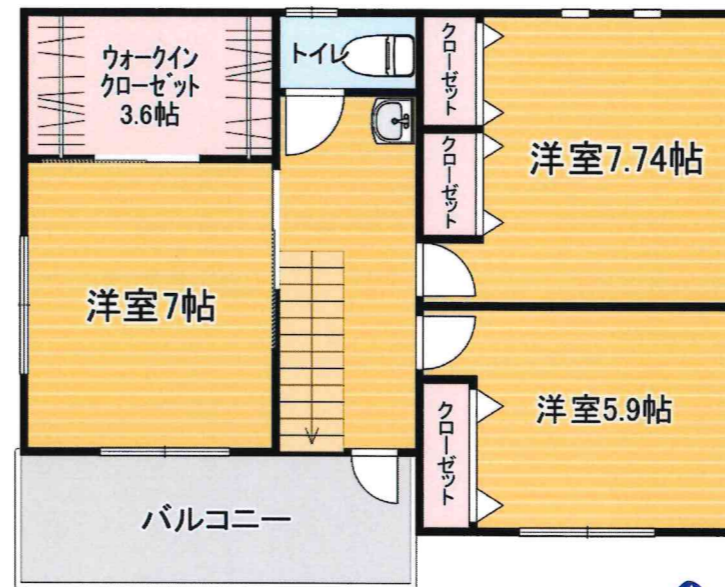 ウォークイン
クローゼット
3.6帖
トイレ
クローゼット
クローゼット
洋室7.74帖
洋室7帖
洋室5.9帖
クローゼット
バルコニー